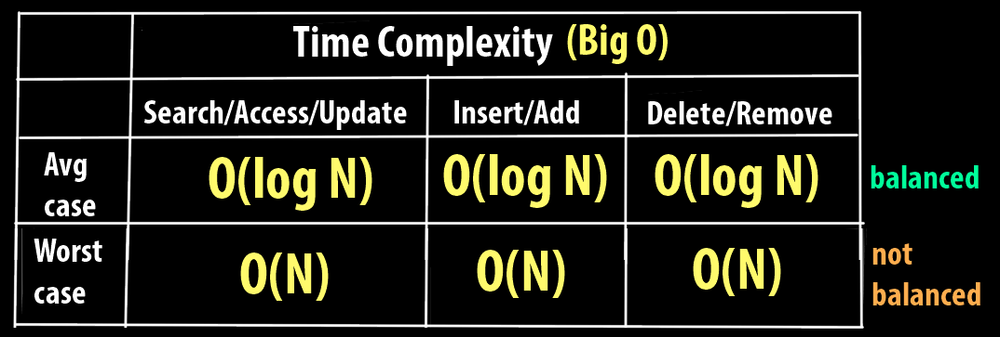 Time Complexity (Big O)
Search/Access/Update Insert/Add Delete/Remove
Avg
case
O(log N) O(log N) O(log N)
balanced
Worst
case
O(N) O(N) O(N)
not
balanced